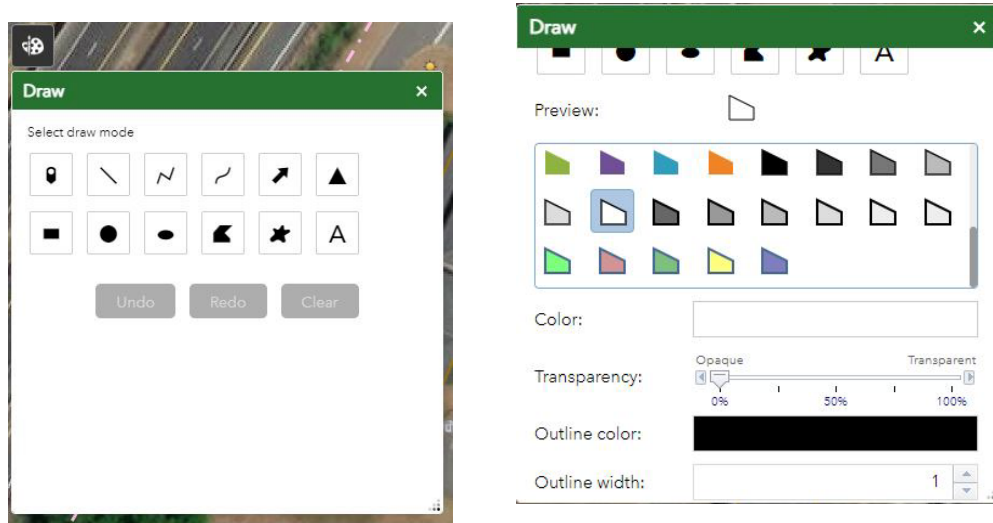 Draw
Select draw mode
A
Undo Redo Clear
Draw
A
Preview:
Color:
Opaque Transparent
Transparency:
0% 50% 100%
Outline color:
Outline width: 1